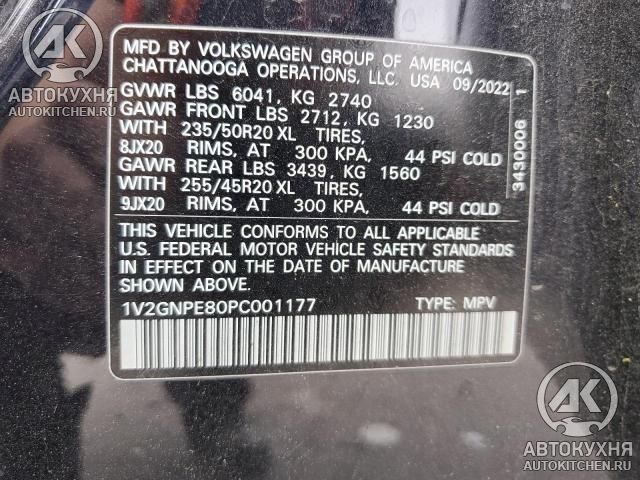 MFD BY VOLKSWAGEN GROUP OF AMERICA
CHATTANOOGA OPERATIONS, LLC. USA 09/2022
GVWR LBS 6041, KG 2740
GAWR FRONT LBS 2712, KG 1230
WITH 235/50R20 XL TIRES,
8JX20 RIMS, AT 300 KPA, 44 PSI COLD
GAWR REAR LBS 3439, KG 1560
WITH 255/45R20 XL TIRES,
9JX20 RIMS, AT 300 KPA, 44 PSI COLD
THIS VEHICLE CONFORMS TO ALL APPLICABLE
U.S. FEDERAL MOTOR VEHICLE SAFETY STANDARDS
IN EFFECT ON THE DATE OF MANUFACTURE
SHOWN ABOVE.
1V2GNPE80PC001177 TYPE: MPV
3430006 1
АК
АВТОКУХНЯ
AUTOKITCHEN.RU
АК
АВТОКУХНЯ
AUTOKITCHEN.RU